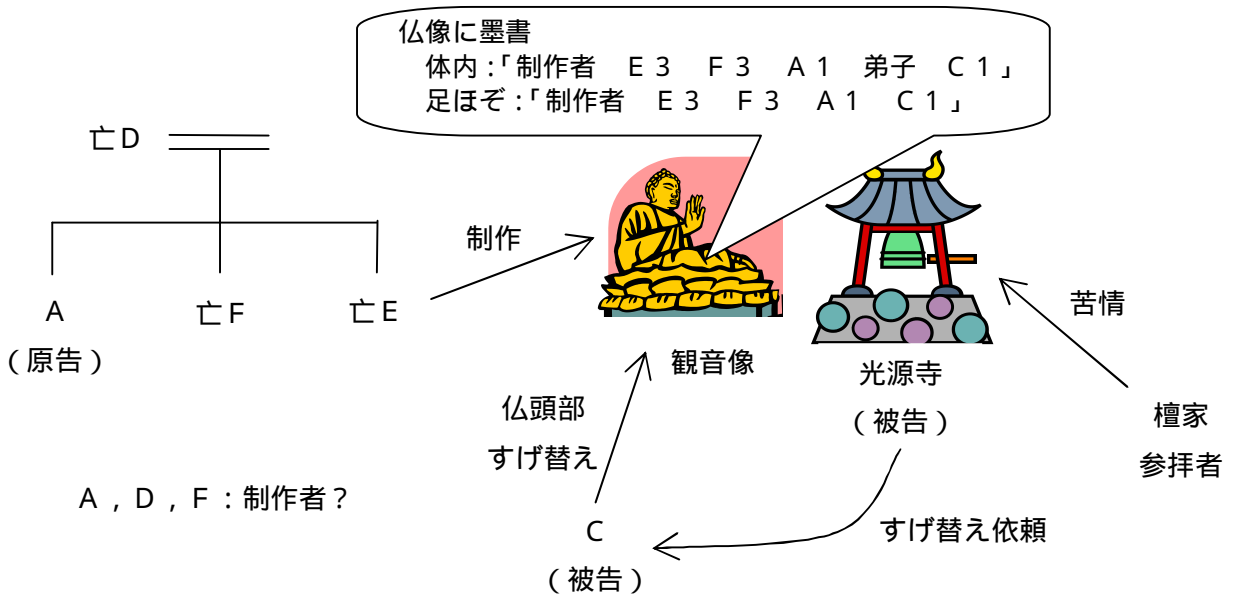 仏像に墨書
体内:「制作者 E3 F3 A1 弟子 C1」
足ほぞ:「制作者 E3 F3 A1 C1」
亡D
制作
A
亡F
亡E
(原告)
観音像
光源寺
(被告)
苦情
檀家
参拝者
仏頭部
すげ替え
A,D,F:制作者?
C
(被告)
すげ替え依頼